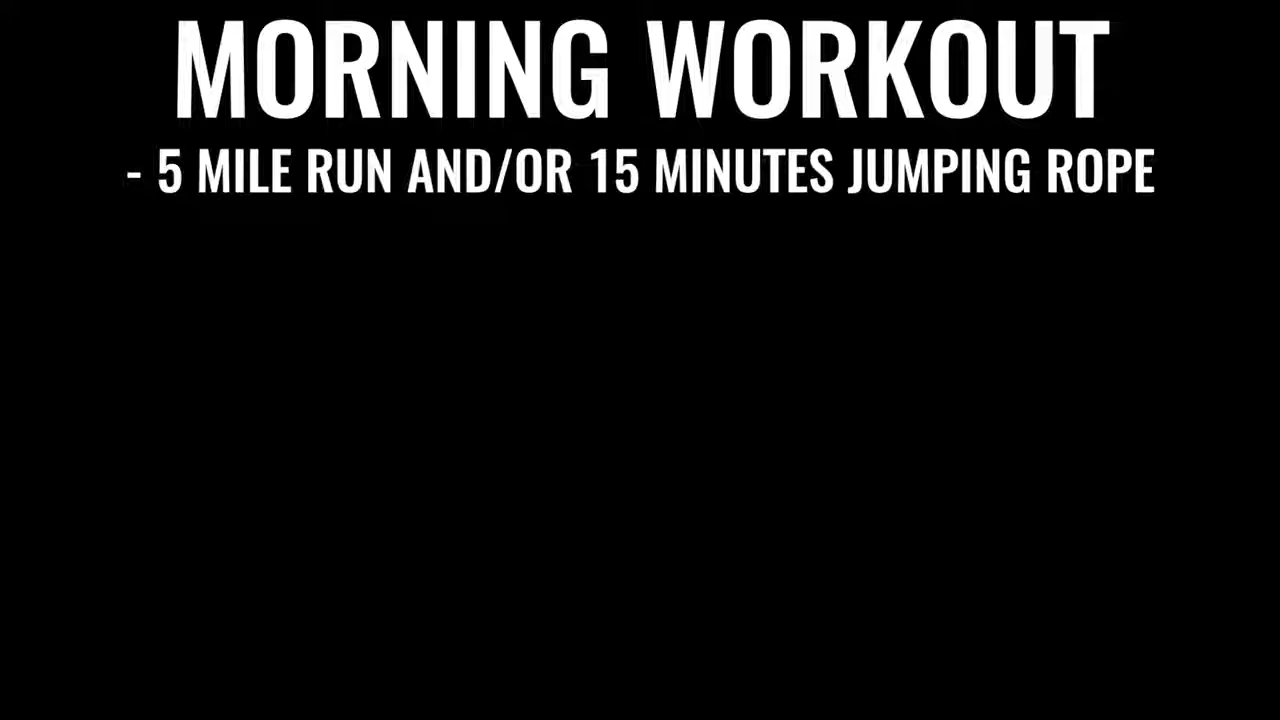 MORNING WORKOUT
- 5 MILE RUN AND/OR 15 MINUTES JUMPING ROPE